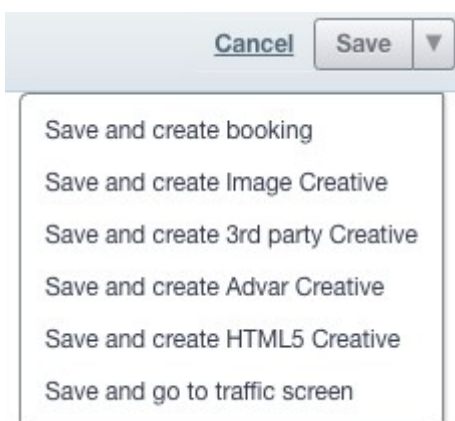 Cancel Save ▼
Save and create booking
Save and create Image Creative
Save and create 3rd party Creative
Save and create Advar Creative
Save and create HTML5 Creative
Save and go to traffic screen